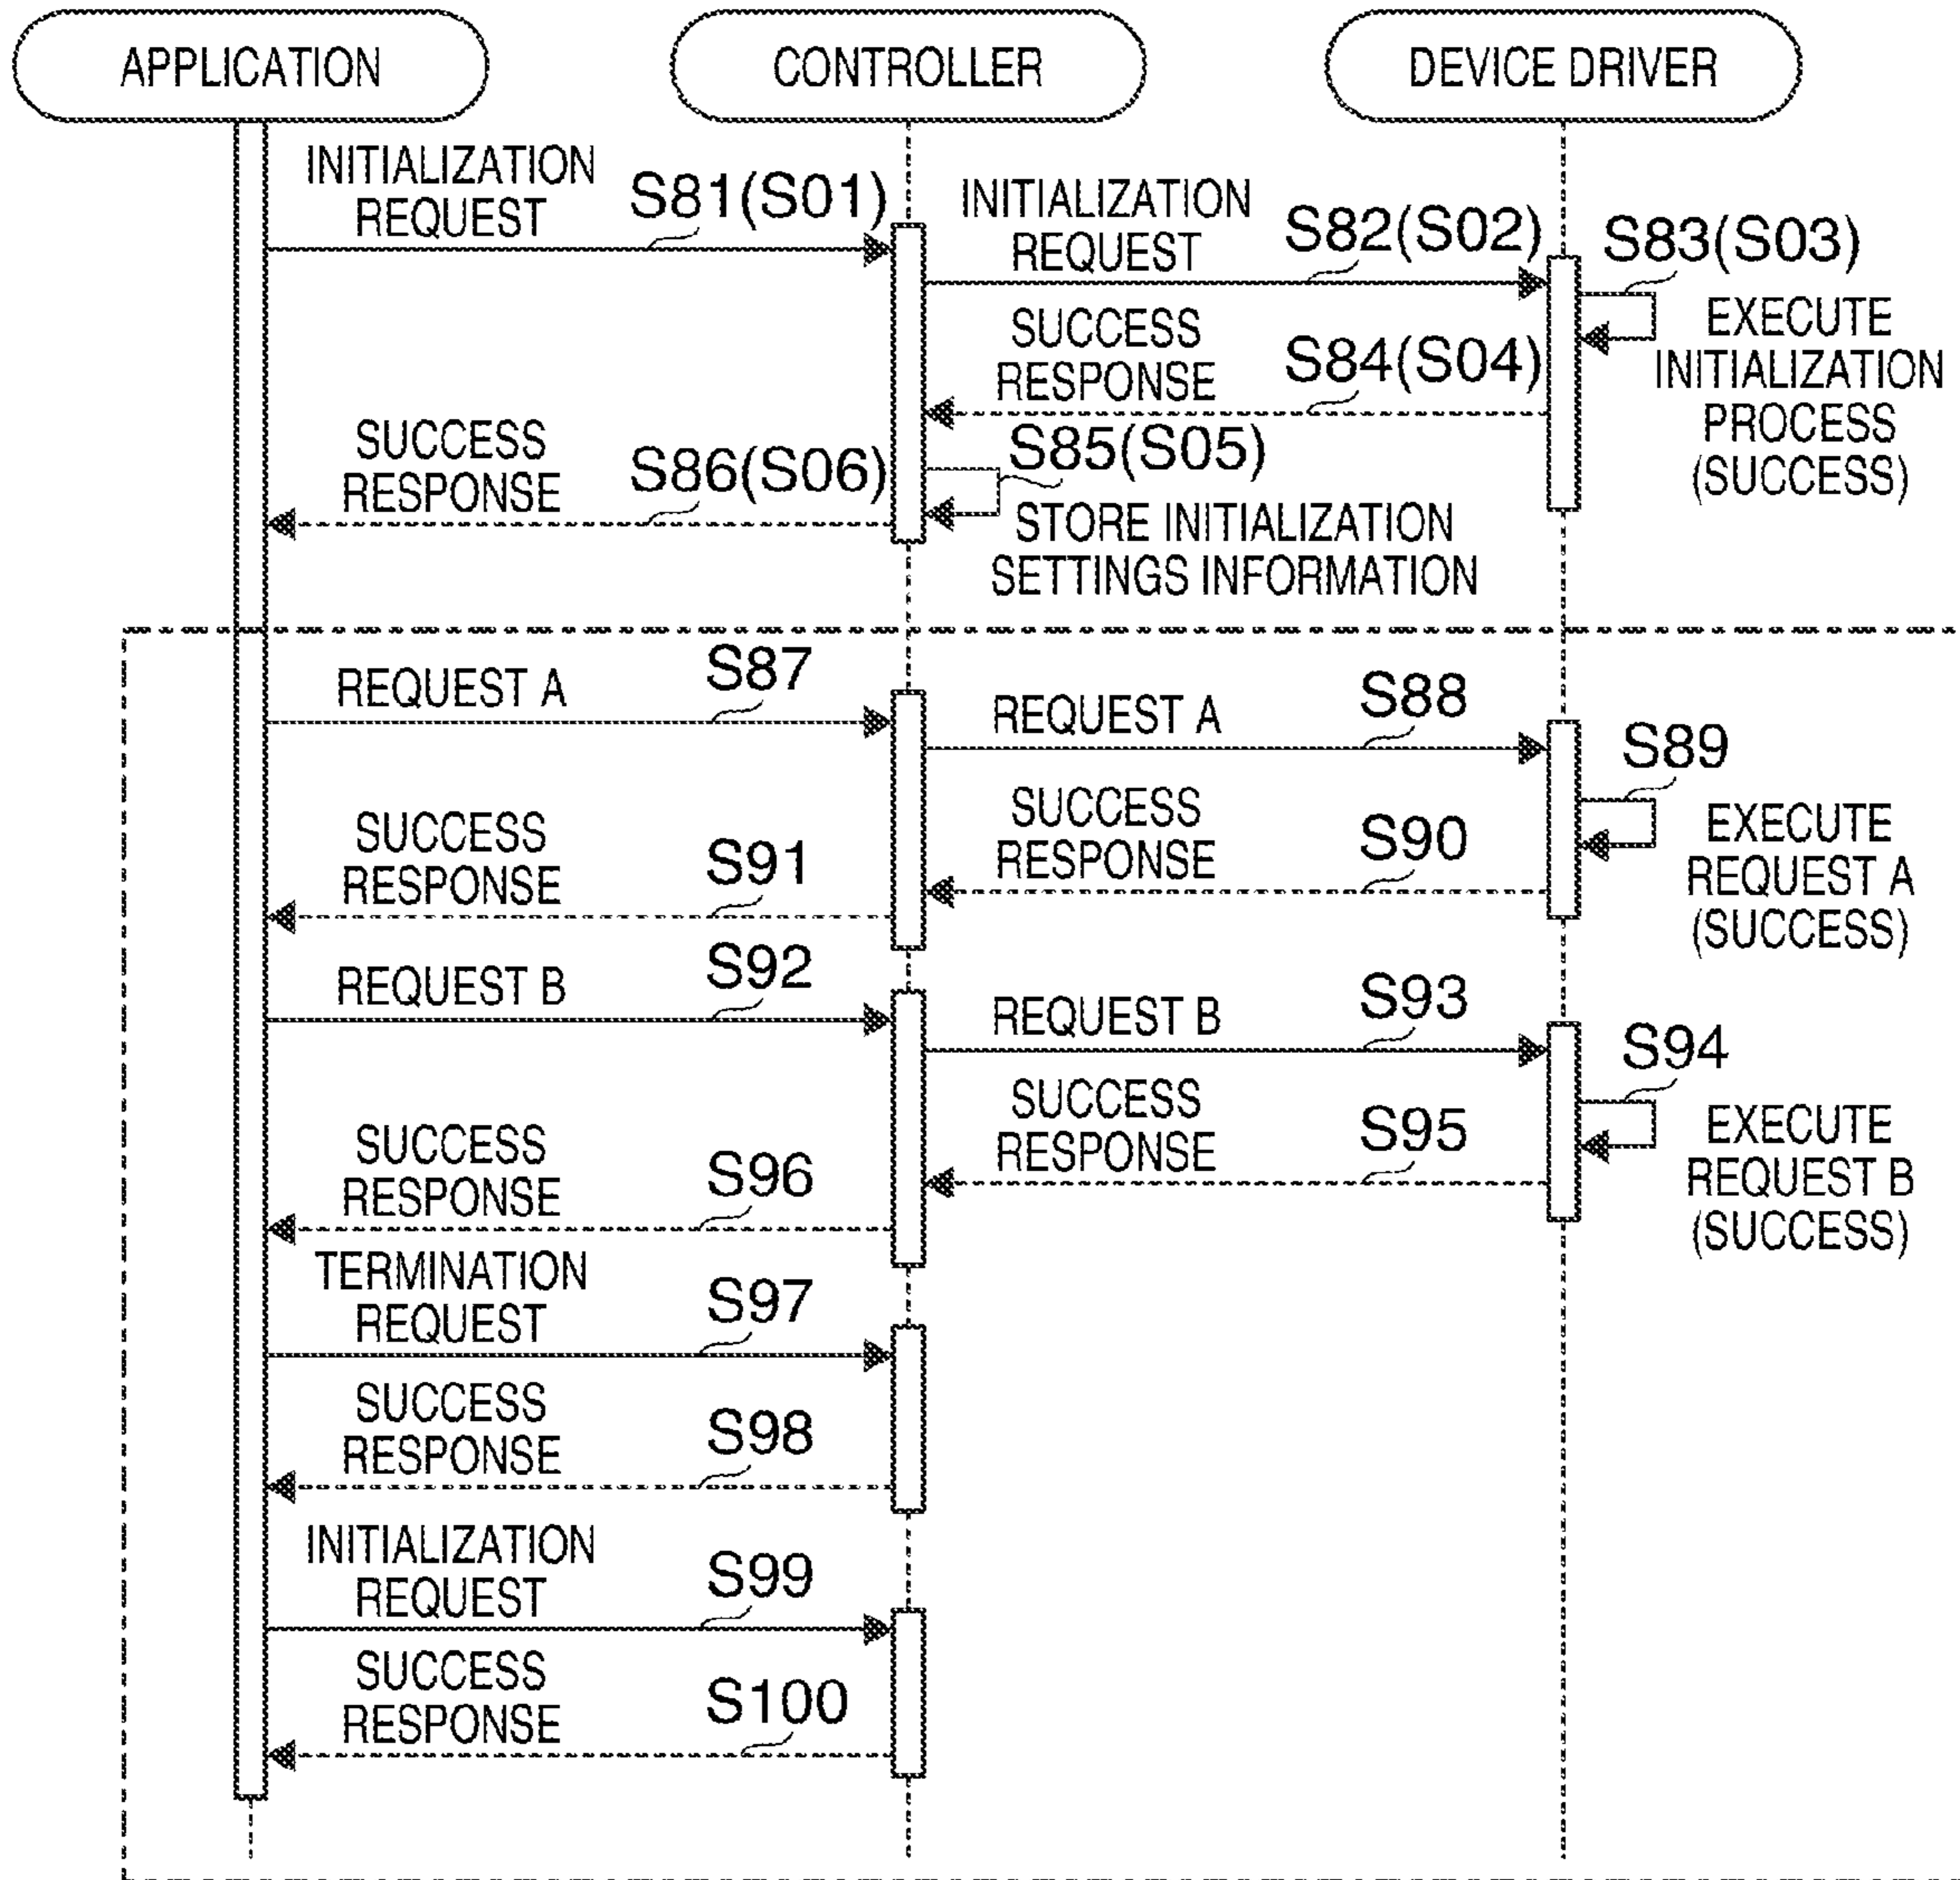 APPLICATION
CONTROLLER
DEVICE DRIVER
INITIALIZATION
REQUEST
S81(S01)
INITIALIZATION
REQUEST
S82(S02)
S83(S03)
EXECUTE
INITIALIZATION
PROCESS
(SUCCESS)
SUCCESS
RESPONSE
S84(S04)
S85(S05)
STORE INITIALIZATION
SETTINGS INFORMATION
SUCCESS
RESPONSE
S86(S06)
REQUEST A
S87
REQUEST A
S88
S89
EXECUTE
REQUEST A
(SUCCESS)
SUCCESS
RESPONSE
S90
SUCCESS
RESPONSE
S91
REQUEST B
S92
REQUEST B
S93
S94
EXECUTE
REQUEST B
(SUCCESS)
SUCCESS
RESPONSE
S95
SUCCESS
RESPONSE
S96
TERMINATION
REQUEST
S97
SUCCESS
RESPONSE
S98
INITIALIZATION
REQUEST
S99
SUCCESS
RESPONSE
S100